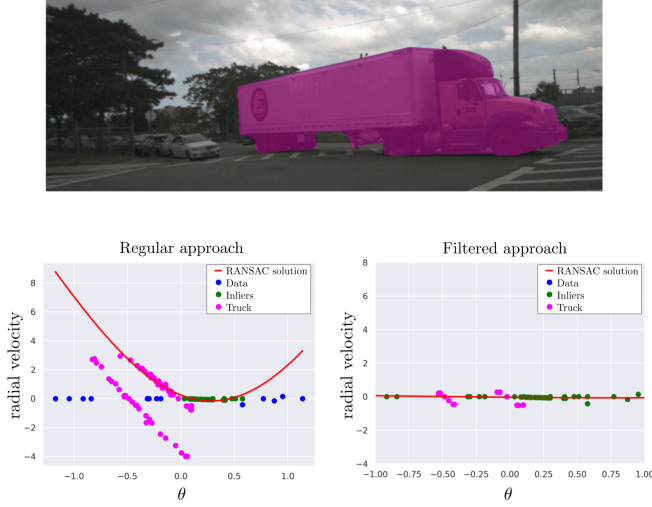 Regular approach
RANSAC solution
Data
Inliers
Truck
8
6
4
2
0
−2
−4
radial velocity
−1.0 −0.5 0.0 0.5 1.0
θ
Filtered approach
RANSAC solution
Data
Inliers
Truck
8
6
4
2
0
−2
−4
radial velocity
−1.00 −0.75 −0.50 −0.25 0.00 0.25 0.50 0.75 1.00
θ